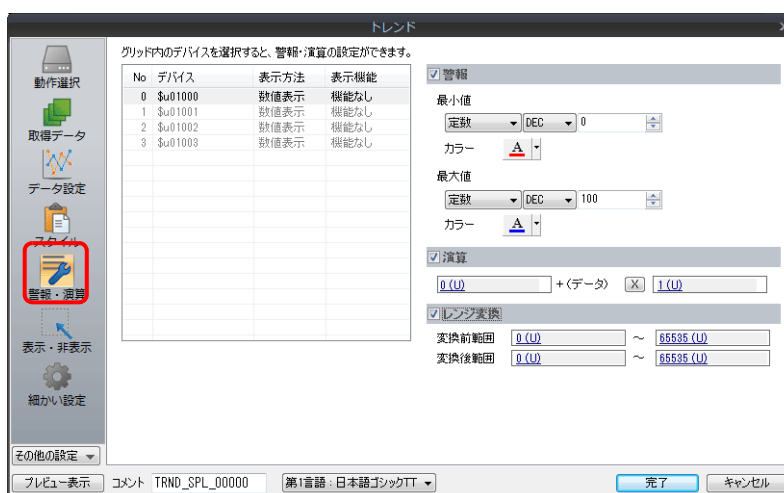 トレンド
グリッド内のデバイスを選択すると、警報・演算の設定ができます。
動作選択
取得データ
データ設定
スタイル
警報・演算
表示・非表示
細かい設定
その他の設定
No デバイス 表示方法 表示機能
0 $u01000 数値表示 機能なし
1 $u01001 数値表示 機能なし
2 $u01002 数値表示 機能なし
3 $u01003 数値表示 機能なし
警報
最小値
定数 DEC 0
カラー A
最大値
定数 DEC 100
カラー A
演算
0 (U) +(データ) X 1 (U)
レンジ変換
変換前範囲 0 (U) ～ 65535 (U)
変換後範囲 0 (U) ～ 65535 (U)
プレビュー表示 コメント TRND_SPL_00000 第1言語：日本語ゴシックTT 完了 キャンセル